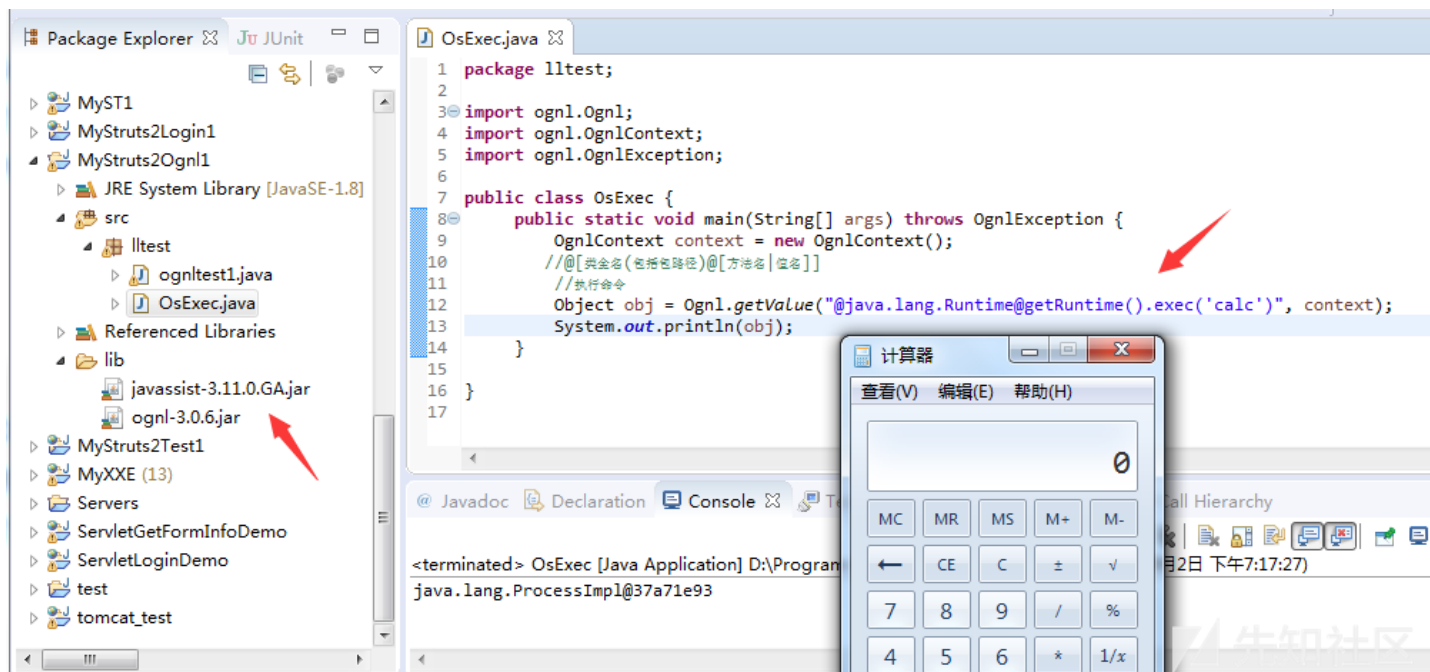 Package Explorer
JUnit
MyST1
MyStruts2Login1
MyStruts2Ognl1
JRE System Library [JavaSE-1.8]
src
lltest
ognltest1.java
OsExec.java
Referenced Libraries
lib
javassist-3.11.0.GA.jar
ognl-3.0.6.jar
MyStruts2Test1
MyXXE (13)
Servers
ServletGetFormInfoDemo
ServletLoginDemo
test
tomcat_test
OsExec.java
1 package lltest;
2
3 import ognl.Ognl;
4 import ognl.OgnlContext;
5 import ognl.OgnlException;
6
7 public class OsExec {
8 public static void main(String[] args) throws OgnlException {
9 OgnlContext context = new OgnlContext();
10 //@[类全名(包括包路径)@[方法名|值名]]
11 //执行命令
12 Object obj = Ognl.getValue("@java.lang.Runtime@getRuntime().exec('calc')", context);
13 System.out.println(obj);
14 }
15
16 }
17
@ Javadoc
Declaration
Console
Call Hierarchy
<terminated> OsExec [Java Application] D:\Program
月2日 下午7:17:27)
java.lang.ProcessImpl@37a71e93
计算器
查看(V) 编辑(E) 帮助(H)
0
MC MR MS M+ M-
← CE C ± √
7 8 9 / %
4 5 6 * 1/x
先知社区